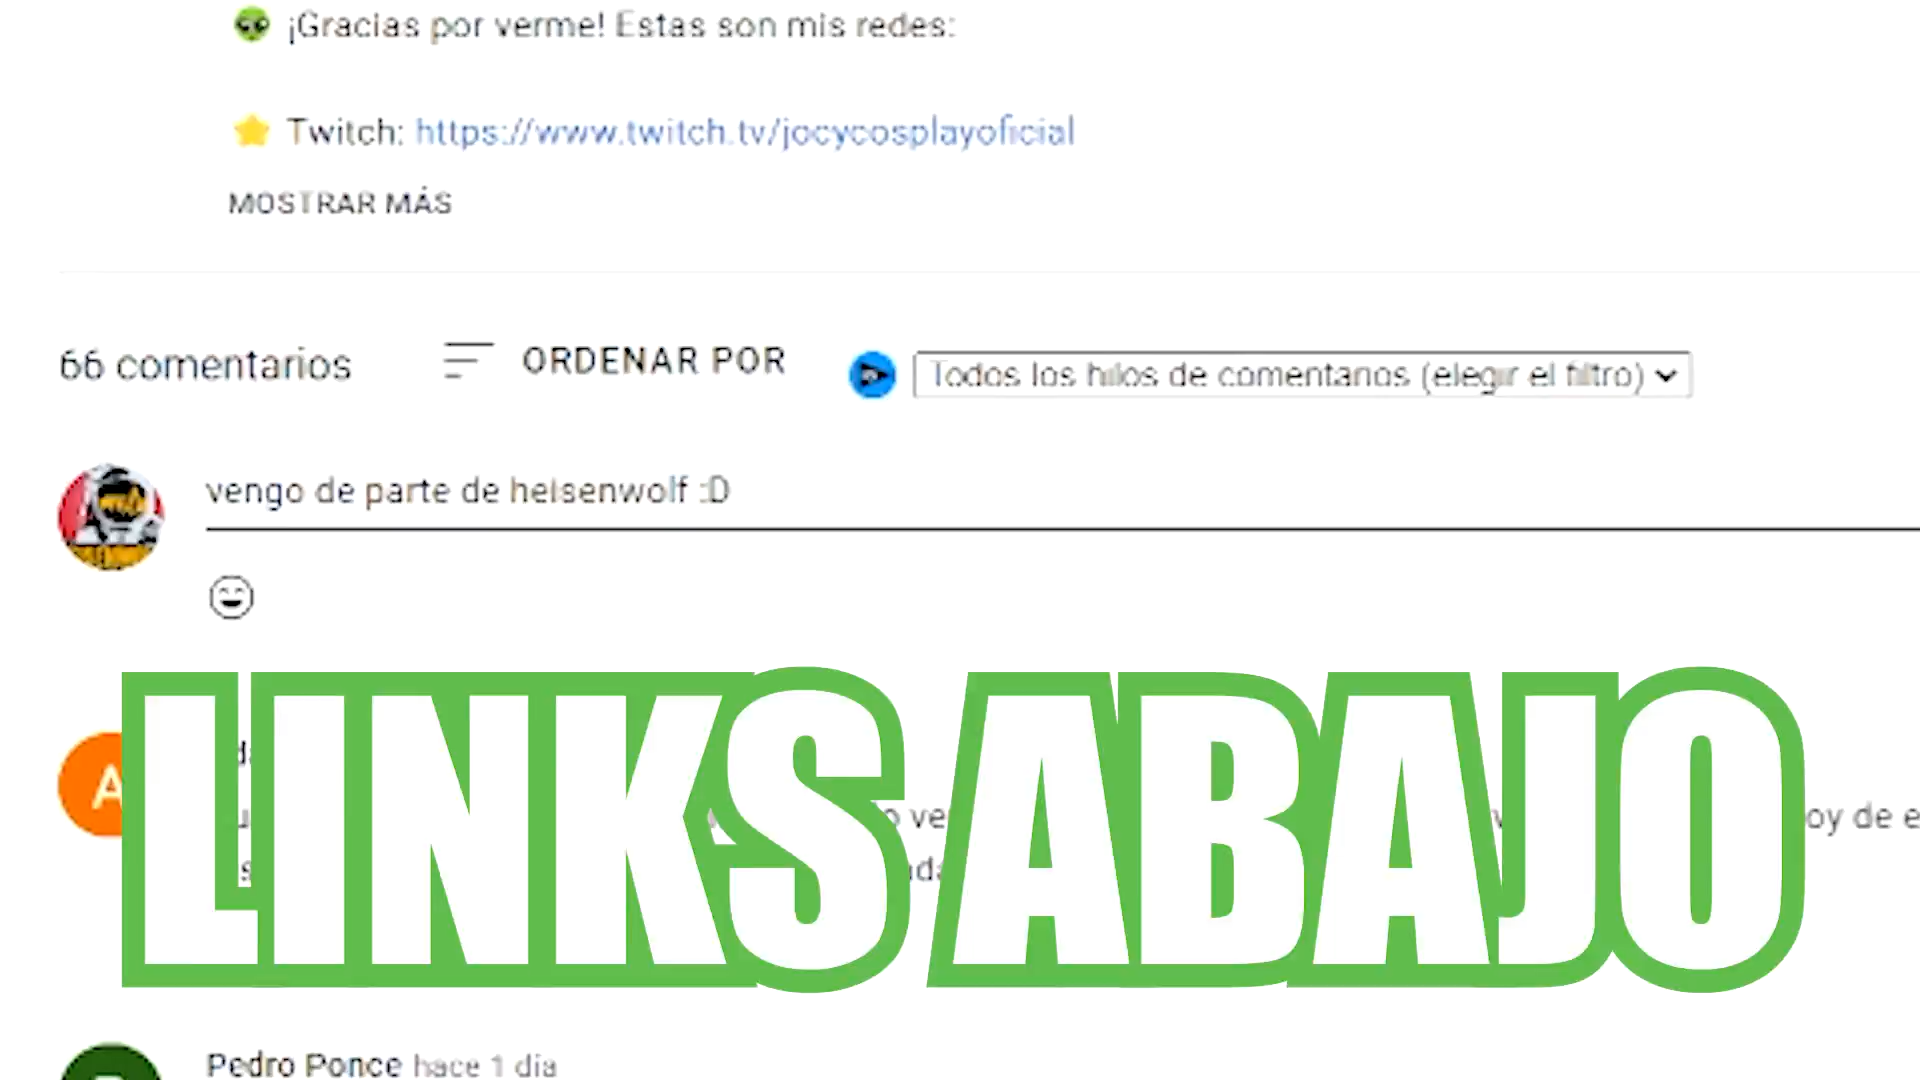 ¡Gracias por verme! Estas son mis redes:
Twitch: https://www.twitch.tv/jocycosplayoficial
MOSTRAR MÁS
66 comentarios
ORDENAR POR
Todos los hilos de comentarios (elegir el filtro)
vengo de parte de heisenwolf :D
A
LINKS ABAJO
oy de e
Pedro Ponce hace 1 día